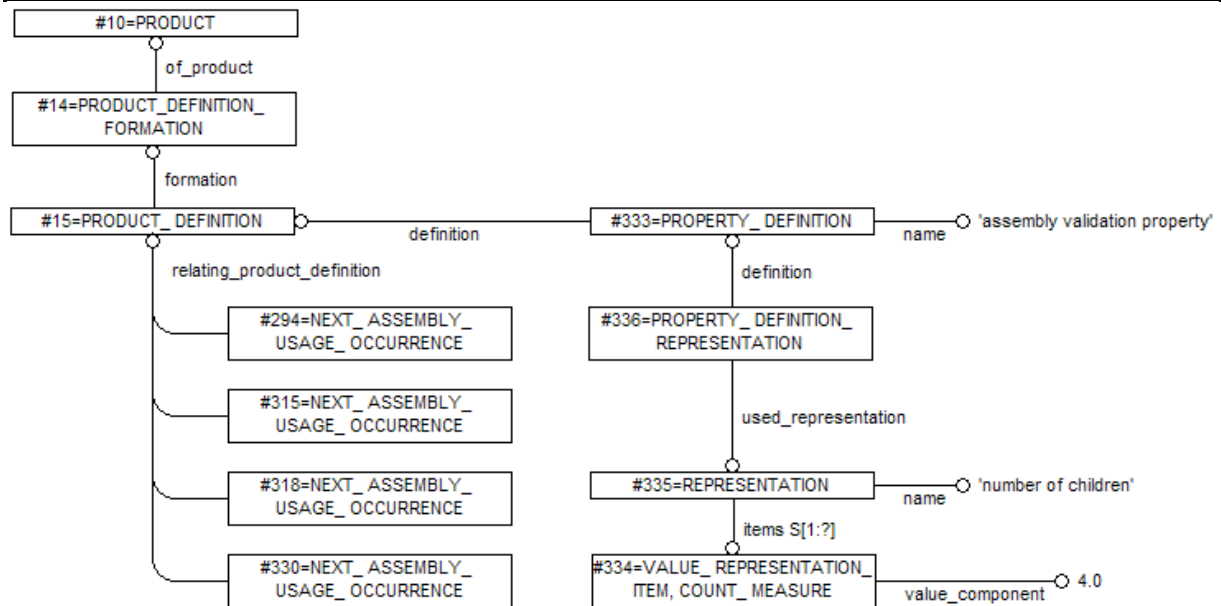 #10=PRODUCT
of_product
#14=PRODUCT_DEFINITION_
FORMATION
formation
#15=PRODUCT_ DEFINITION
definition
#333=PROPERTY_ DEFINITION
name
'assembly validation property'
relating_product_definition
definition
#294=NEXT_ ASSEMBLY_
USAGE_ OCCURRENCE
#336=PROPERTY_ DEFINITION_
REPRESENTATION
#315=NEXT_ ASSEMBLY_
USAGE_ OCCURRENCE
used_representation
#318=NEXT_ ASSEMBLY_
USAGE_ OCCURRENCE
#335=REPRESENTATION
name
'number of children'
items S[1:?]
#330=NEXT_ ASSEMBLY_
USAGE_ OCCURRENCE
#334=VALUE_ REPRESENTATION_
ITEM, COUNT_ MEASURE
value_component
4.0